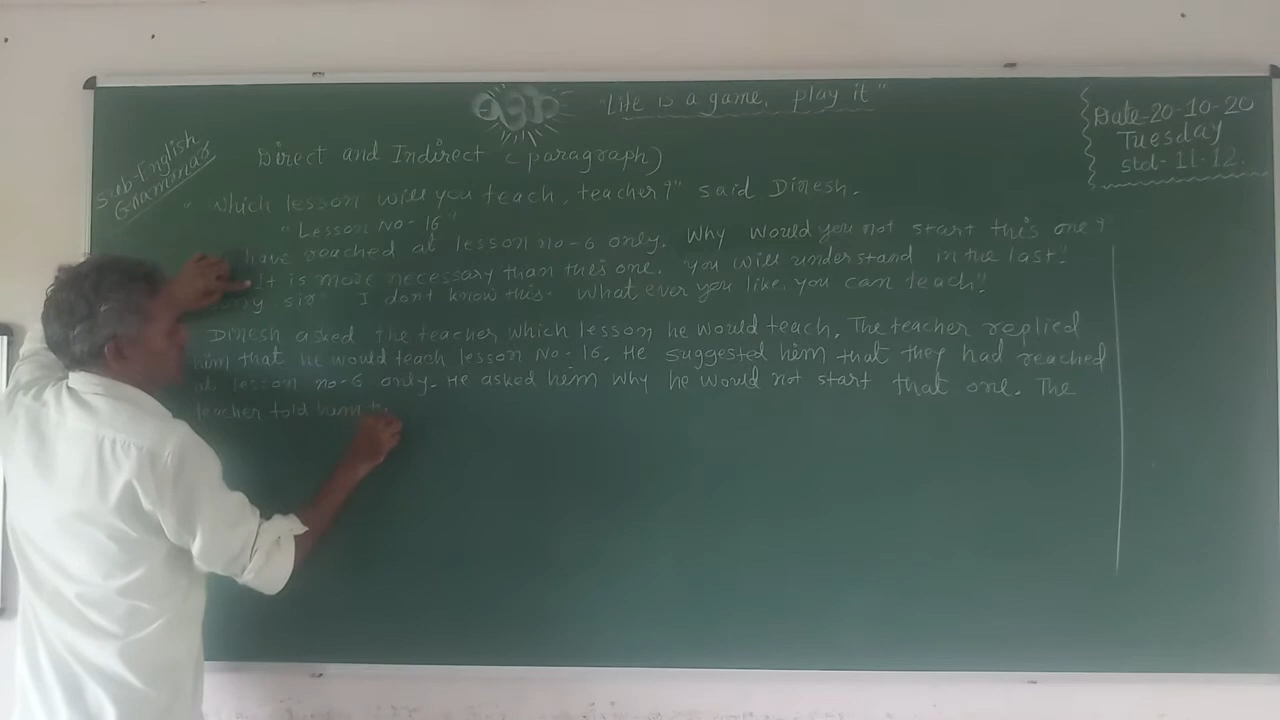 "Life is a game, play it"
Date-20-10-20
Tuesday
Std-11-12.
Sub-English
Grammar
Direct and Indirect (paragraph)
"Which lesson will you teach, teacher?" said Dinesh.
"Lesson No-16"
have reached at lesson no-6 only. Why would you not start this one?
It is more necessary than this one. You will understand in the last."
my sir" I don't know this. What ever you like, you can teach."
Dinesh asked the teacher which lesson he would teach. The teacher replied
him that he would teach lesson No-16. He suggested him that they had reached
at lesson no-6 only. He asked him why he would not start that one. The
teacher told him